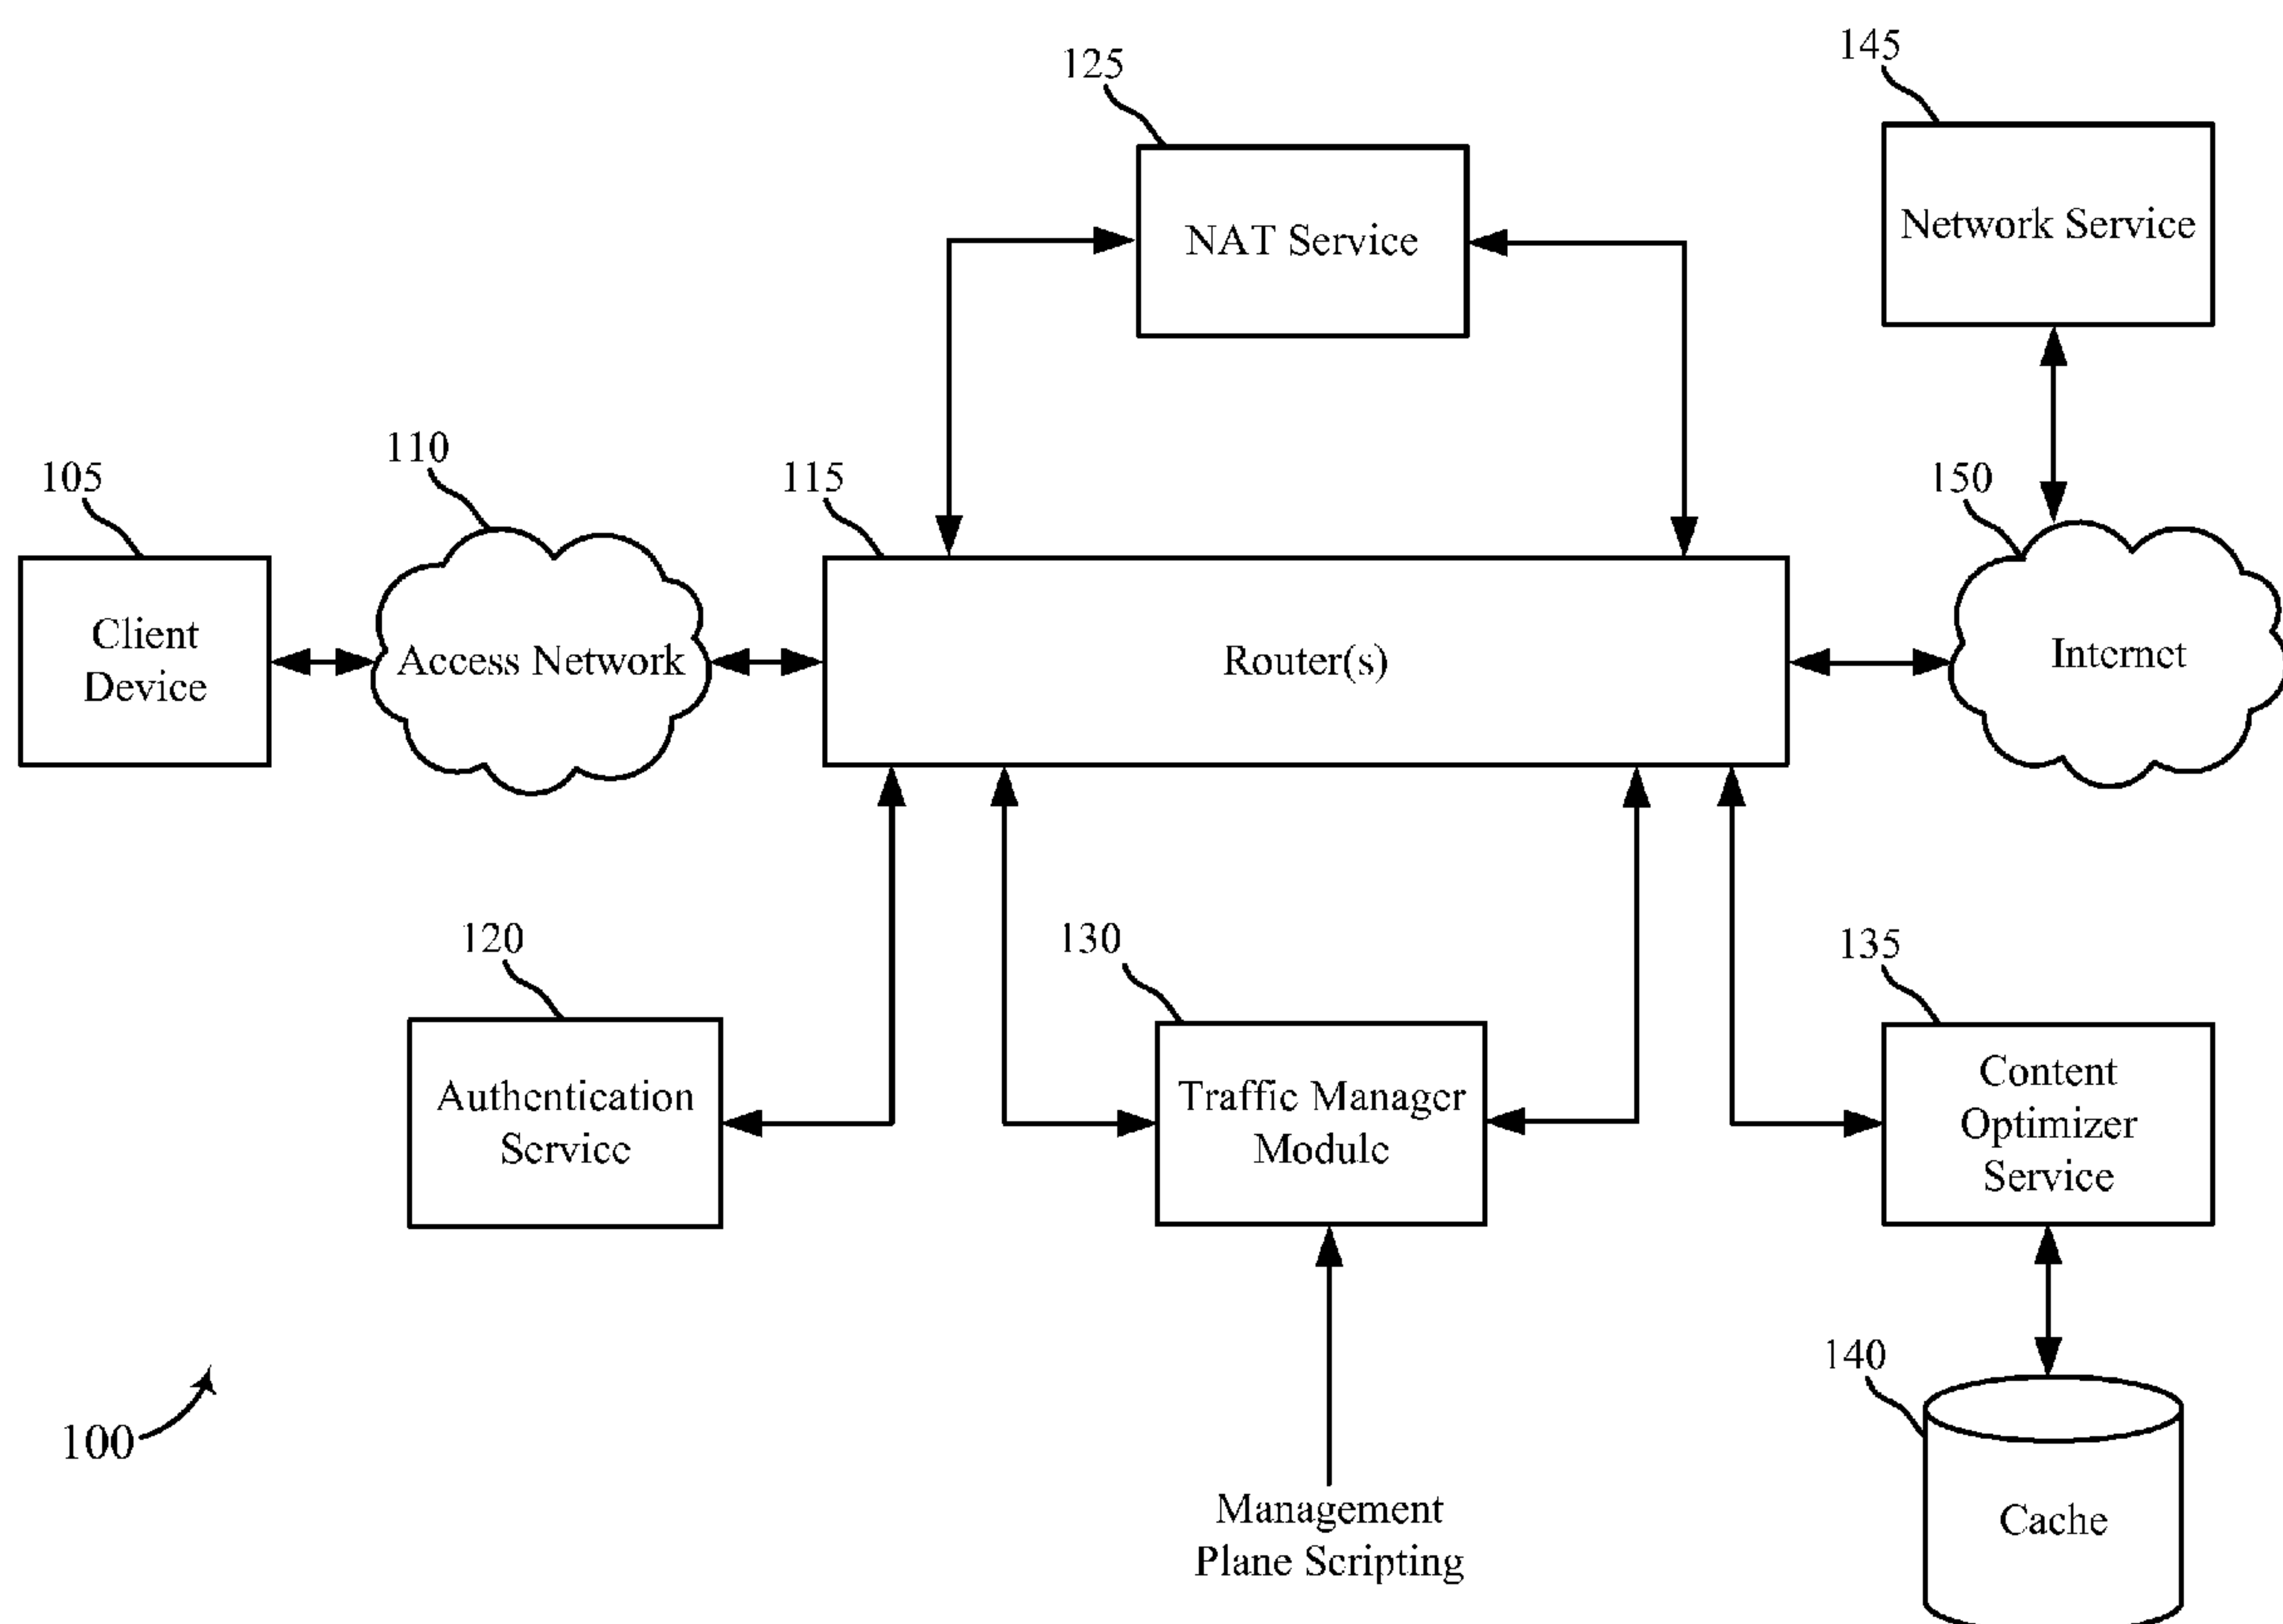 125
145
NAT Service
Network Service
110
105
115
150
Client
Device
Access Network
Router(s)
Internet
120
130
135
Authentication
Service
Traffic Manager
Module
Content
Optimizer
Service
140
100
Management
Plane Scripting
Cache